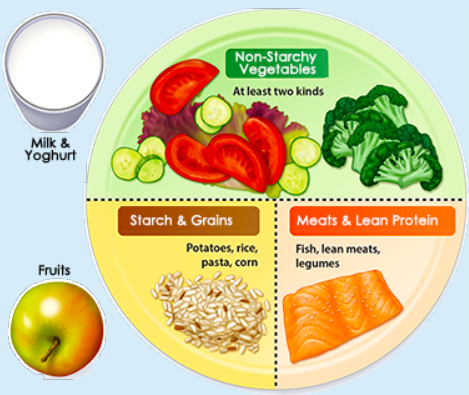 Non-Starchy
Vegetables
At least two kinds
Milk &
Yoghurt
Starch & Grains
Potatoes, rice,
pasta, corn
Meats & Lean Protein
Fish, lean meats,
legumes
Fruits